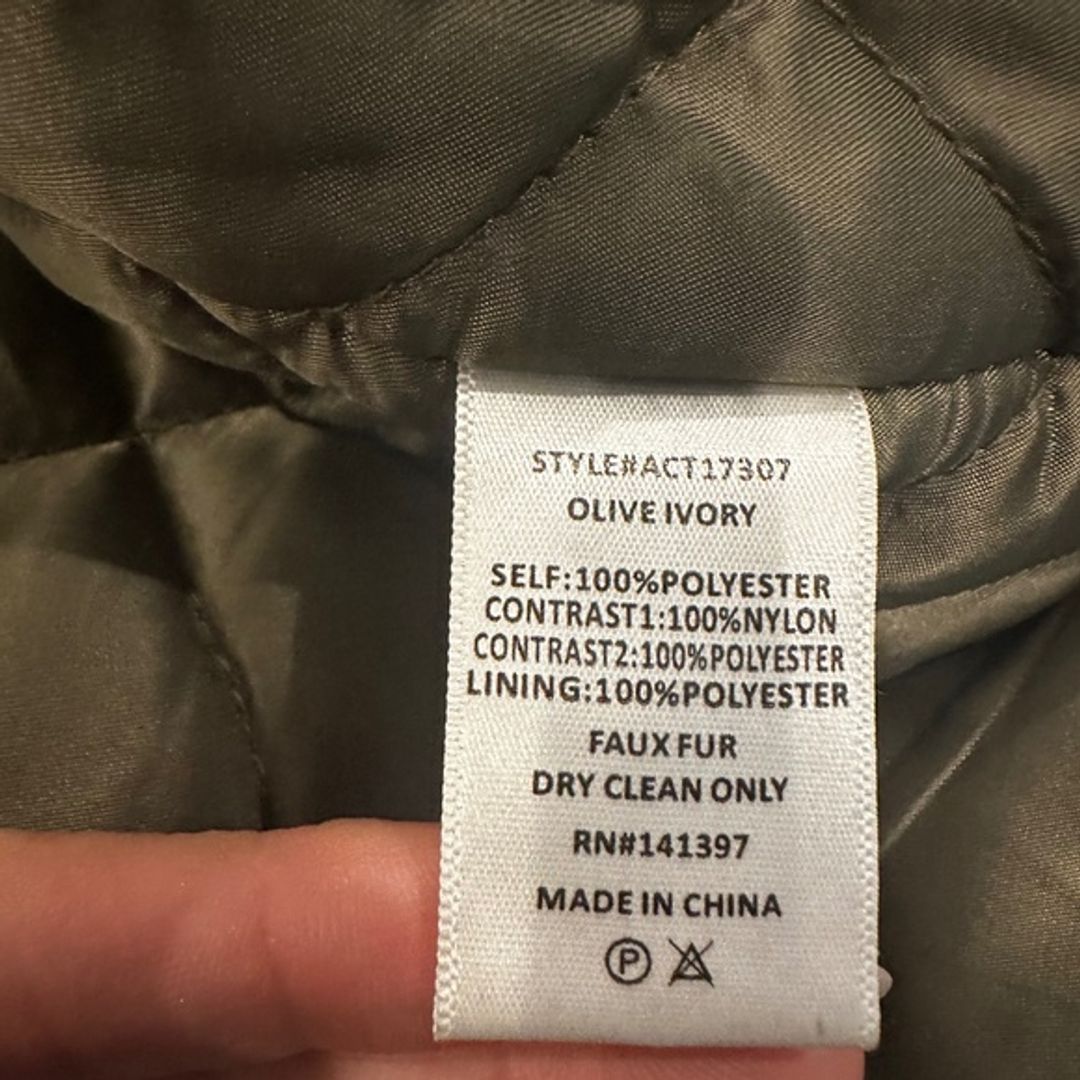 STYLE#ACT17307
OLIVE IVORY
SELF:100%POLYESTER
CONTRAST1:100%NYLON
CONTRAST2:100%POLYESTER
LINING:100%POLYESTER
FAUX FUR
DRY CLEAN ONLY
RN#141397
MADE IN CHINA
P